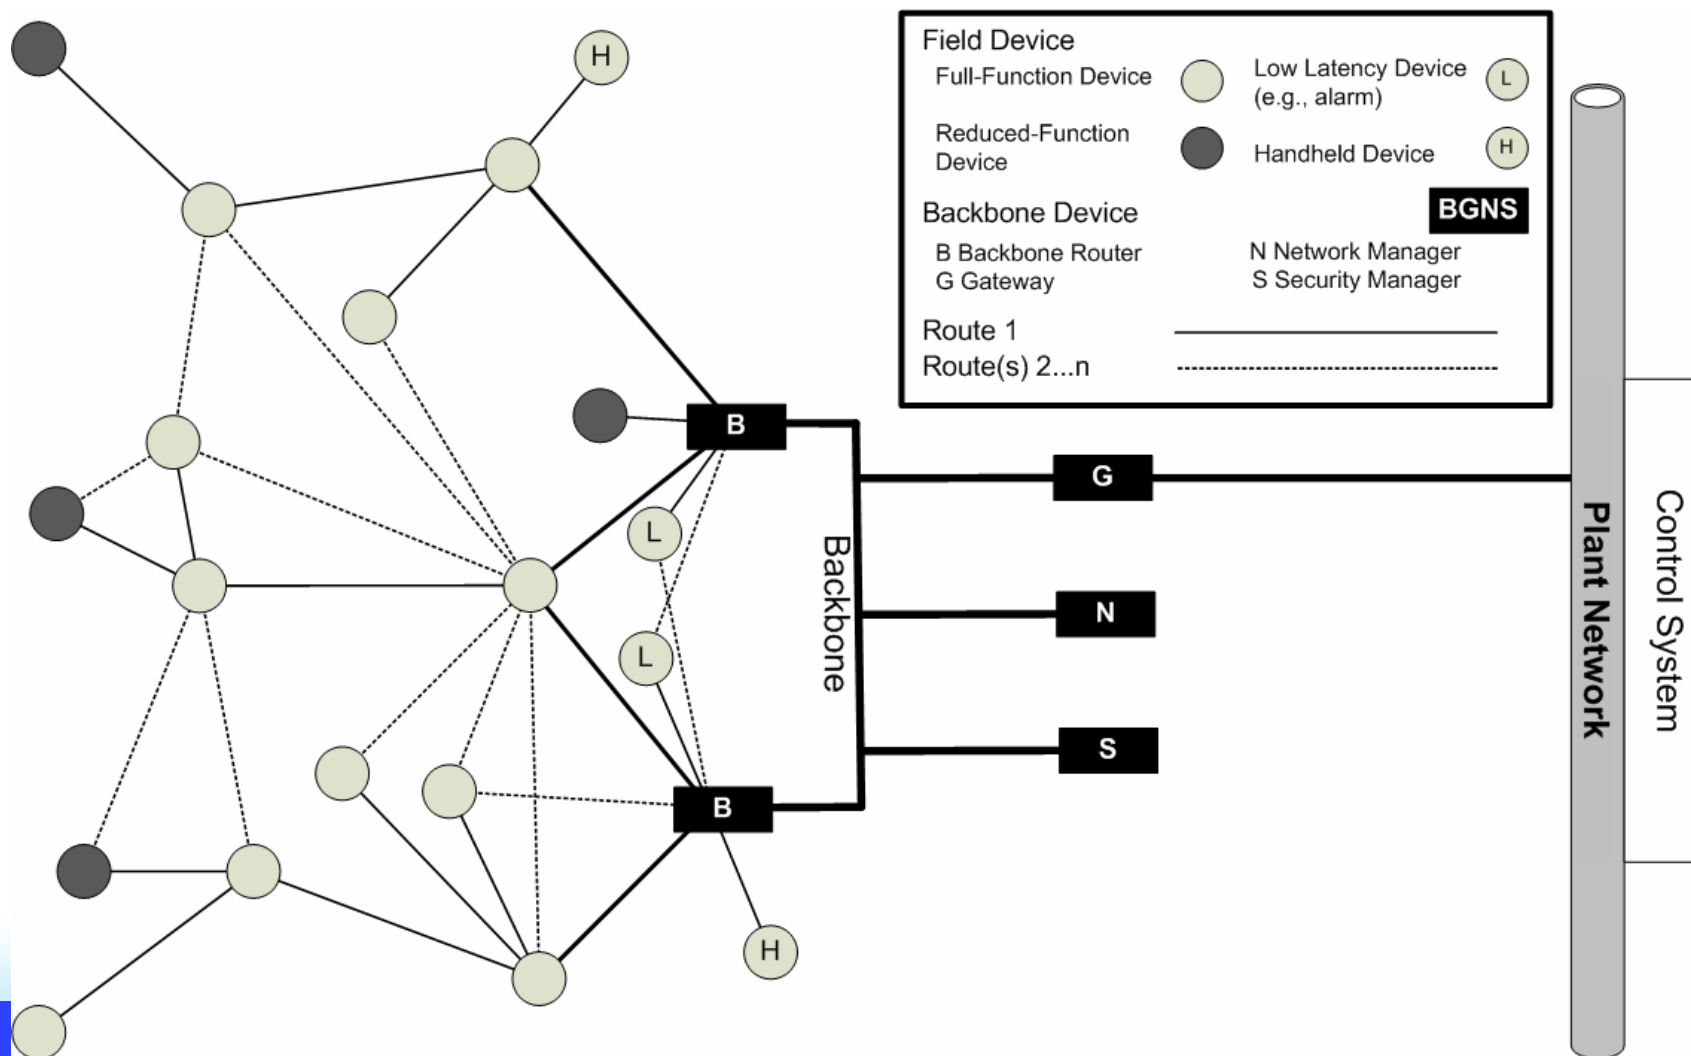 Field Device
Full-Function Device
Low Latency Device
(e.g., alarm)
L
Reduced-Function
Device
Handheld Device
H
Backbone Device
BGNS
B Backbone Router
N Network Manager
G Gateway
S Security Manager
Route 1
Route(s) 2...n
H
B
L
L
B
H
Backbone
G
N
S
Plant Network
Control System